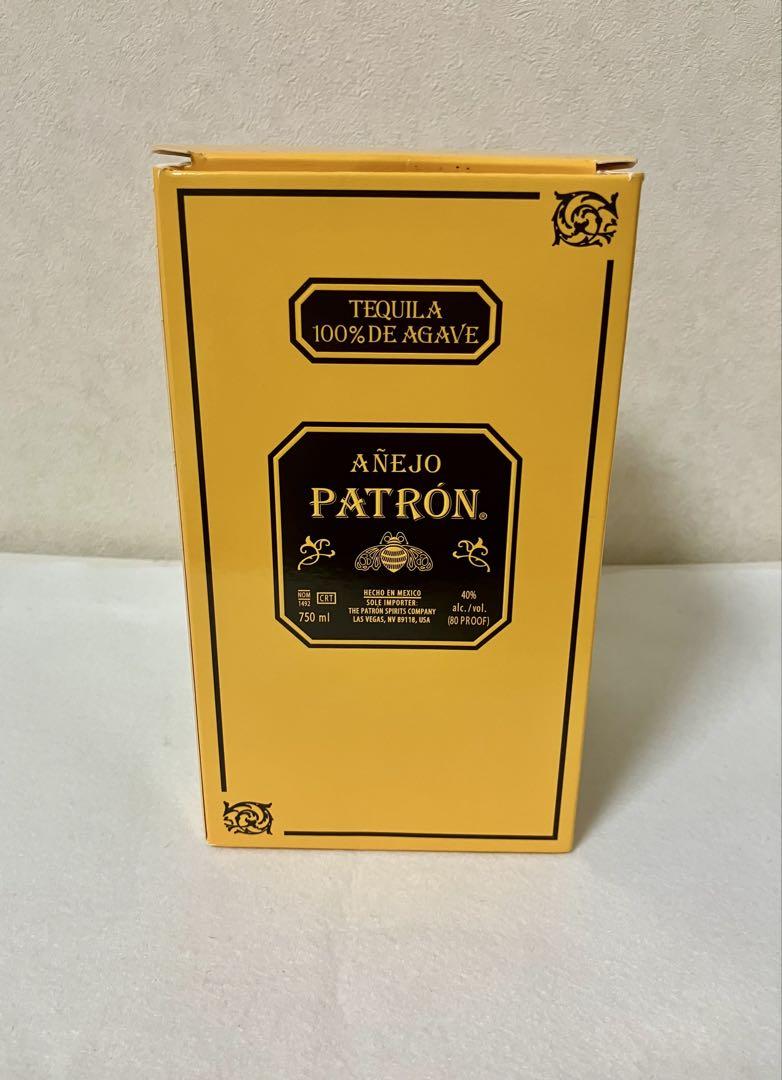 TEQUILA
100% DE AGAVE
AÑEJO
PATRÓN®
NOM
1492
CRT
750 ml
HECHO EN MEXICO
SOLE IMPORTER:
THE PATRÓN SPIRITS COMPANY
LAS VEGAS, NV 89118, USA
40%
alc./vol.
(80 PROOF)